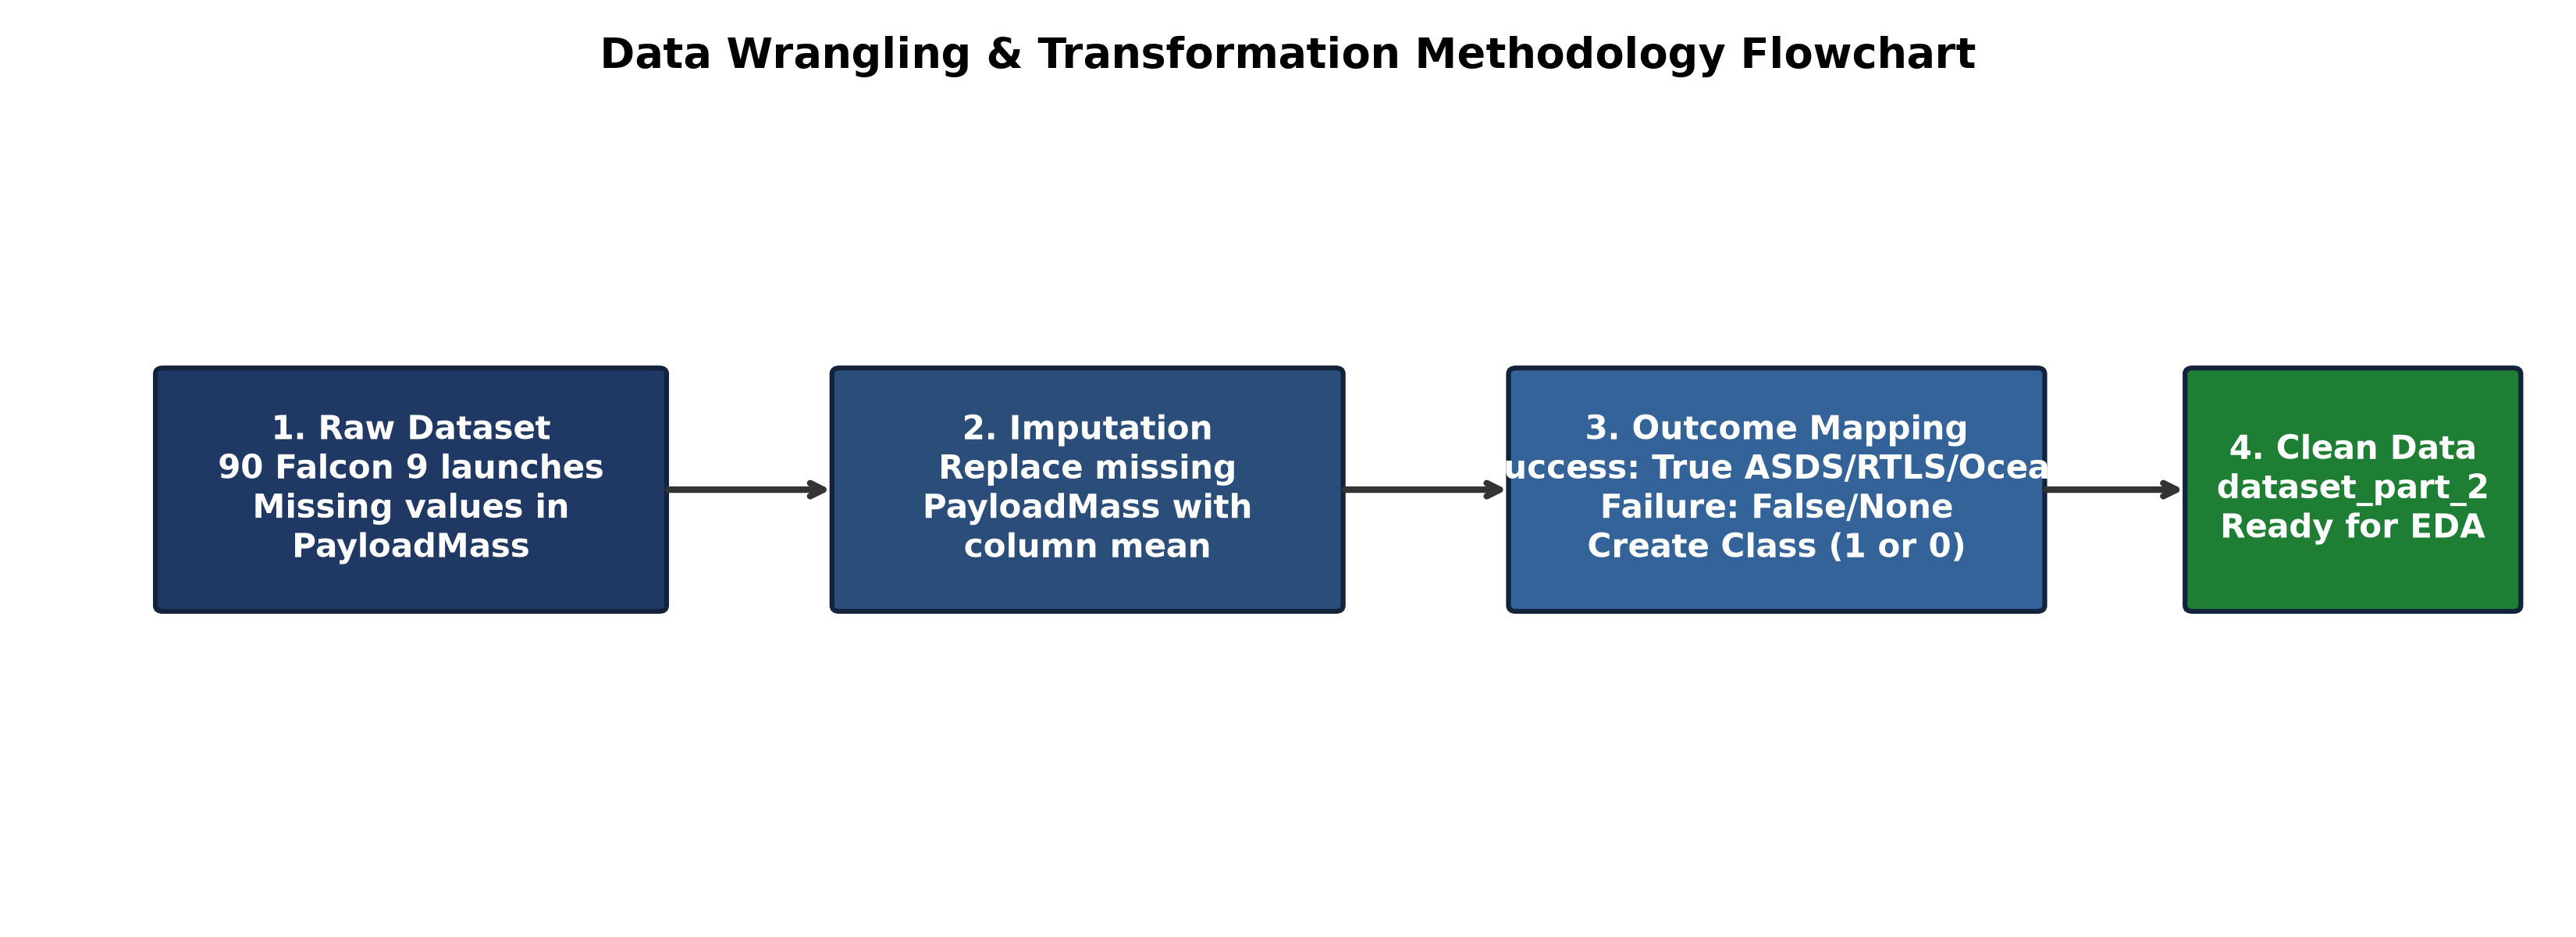 Data Wrangling & Transformation Methodology Flowchart
1. Raw Dataset
90 Falcon 9 launches
Missing values in
PayloadMass
2. Imputation
Replace missing
PayloadMass with
column mean
3. Outcome Mapping
uccess: True ASDS/RTLS/Ocea
Failure: False/None
Create Class (1 or 0)
4. Clean Data
dataset_part_2
Ready for EDA